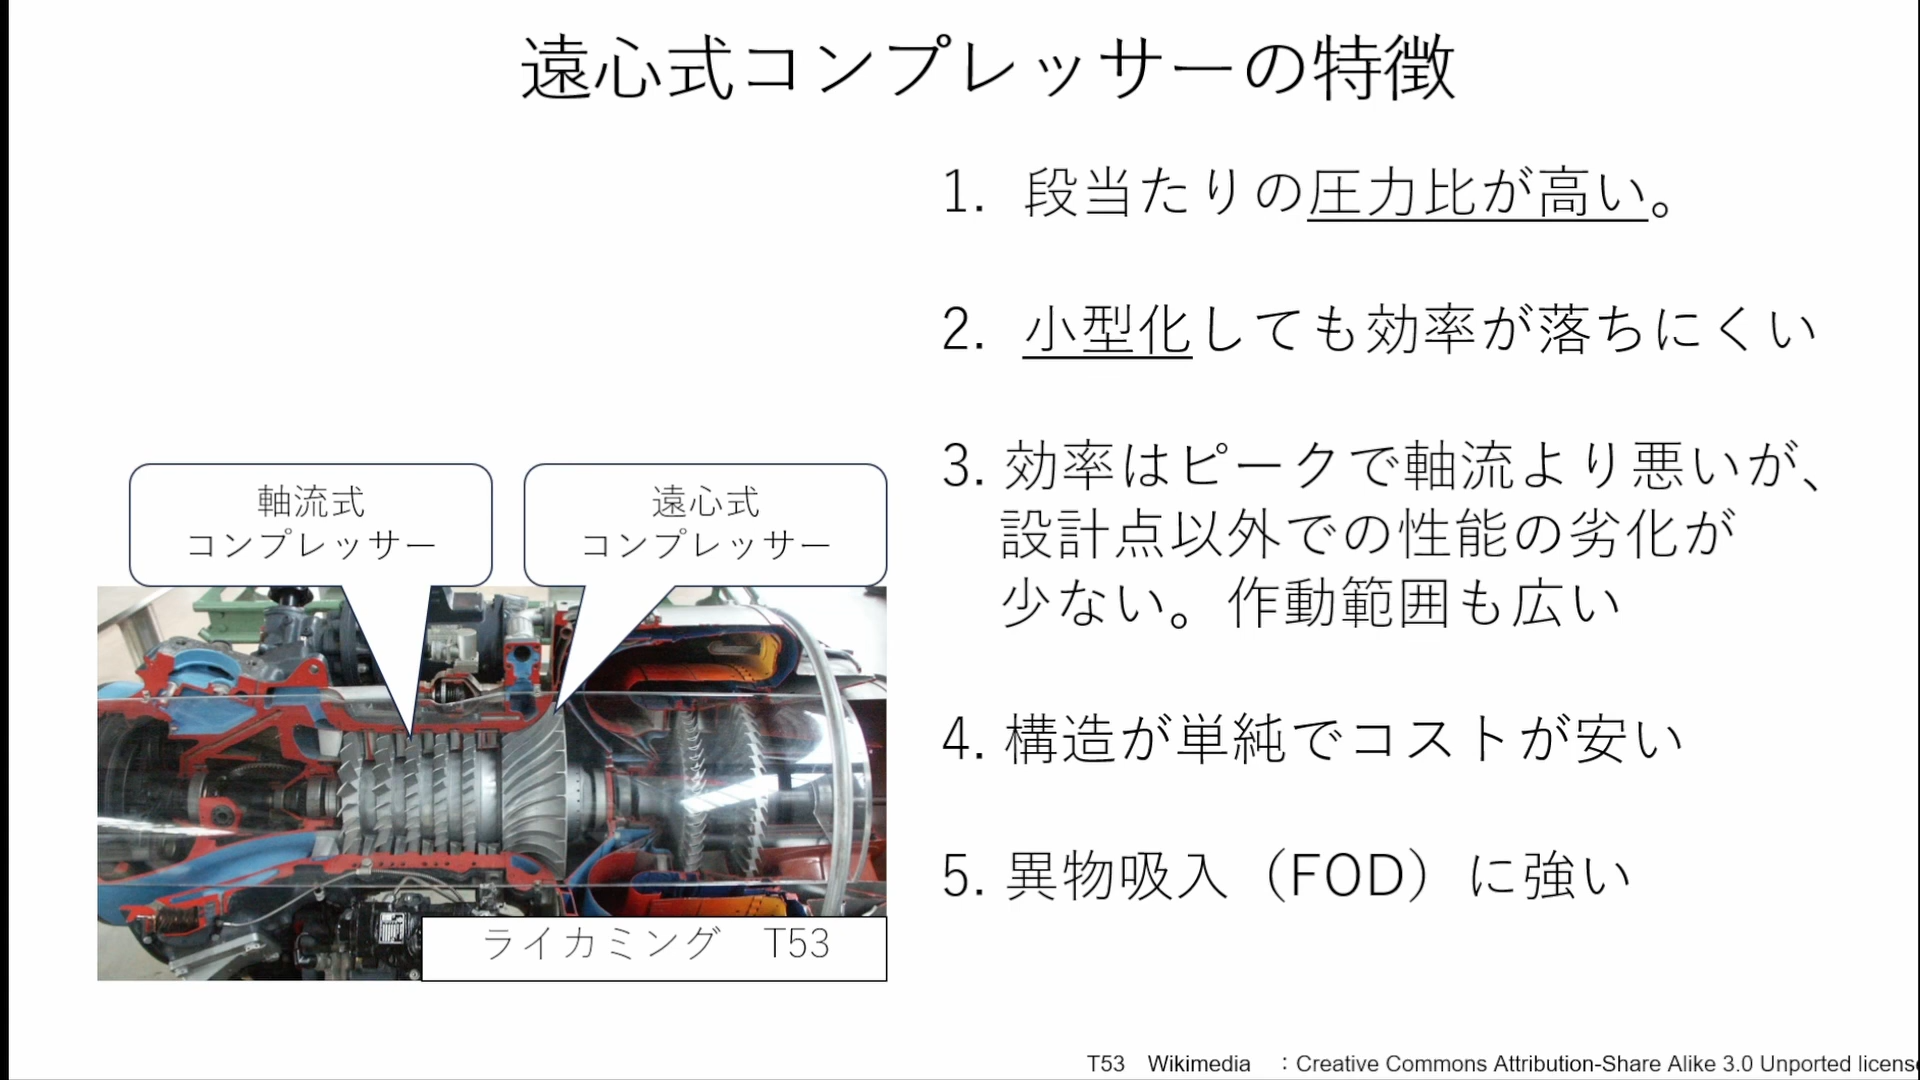 遠心式コンプレッサーの特徴
1. 段当たりの圧力比が高い。
2. 小型化しても効率が落ちにくい
3. 効率はピークで軸流より悪いが、
設計点以外での性能の劣化が
少ない。作動範囲も広い
4. 構造が単純でコストが安い
5. 異物吸入（FOD）に強い
軸流式
コンプレッサー
遠心式
コンプレッサー
ライカミング　T53
T53　Wikimedia　：Creative Commons Attribution-Share Alike 3.0 Unported license